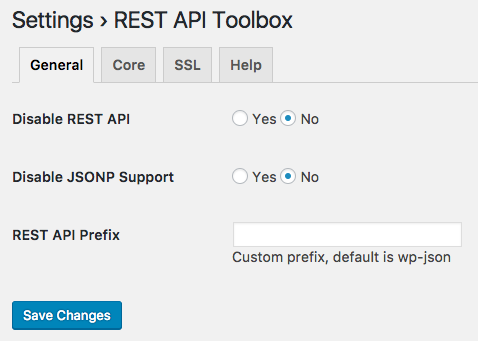 Settings › REST API Toolbox
General Core SSL Help
Disable REST API Yes No
Disable JSONP Support Yes No
REST API Prefix
Custom prefix, default is wp-json
Save Changes